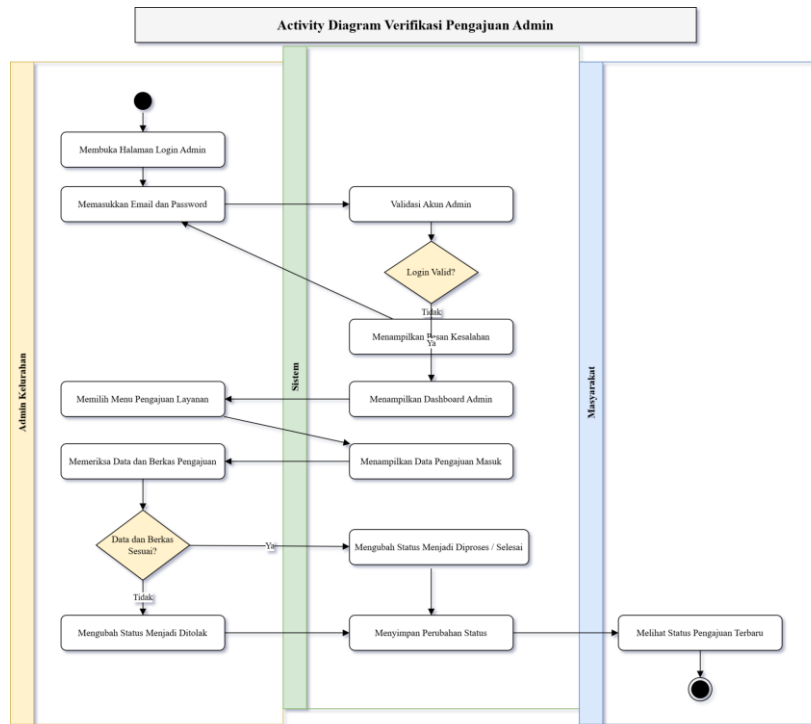 Activity Diagram Verifikasi Pengajuan Admin
Admin Kelurahan
Sistem
Masyarakat
Membuka Halaman Login Admin
Memasukkan Email dan Password
Validasi Akun Admin
Login Valid?
Tidak
Menampilkan Pesan Kesalahan
Ya
Menampilkan Dashboard Admin
Memilih Menu Pengajuan Layanan
Menampilkan Data Pengajuan Masuk
Memeriksa Data dan Berkas Pengajuan
Data dan Berkas
Sesuai?
Ya
Mengubah Status Menjadi Diproses / Selesai
Tidak
Mengubah Status Menjadi Ditolak
Menyimpan Perubahan Status
Melihat Status Pengajuan Terbaru